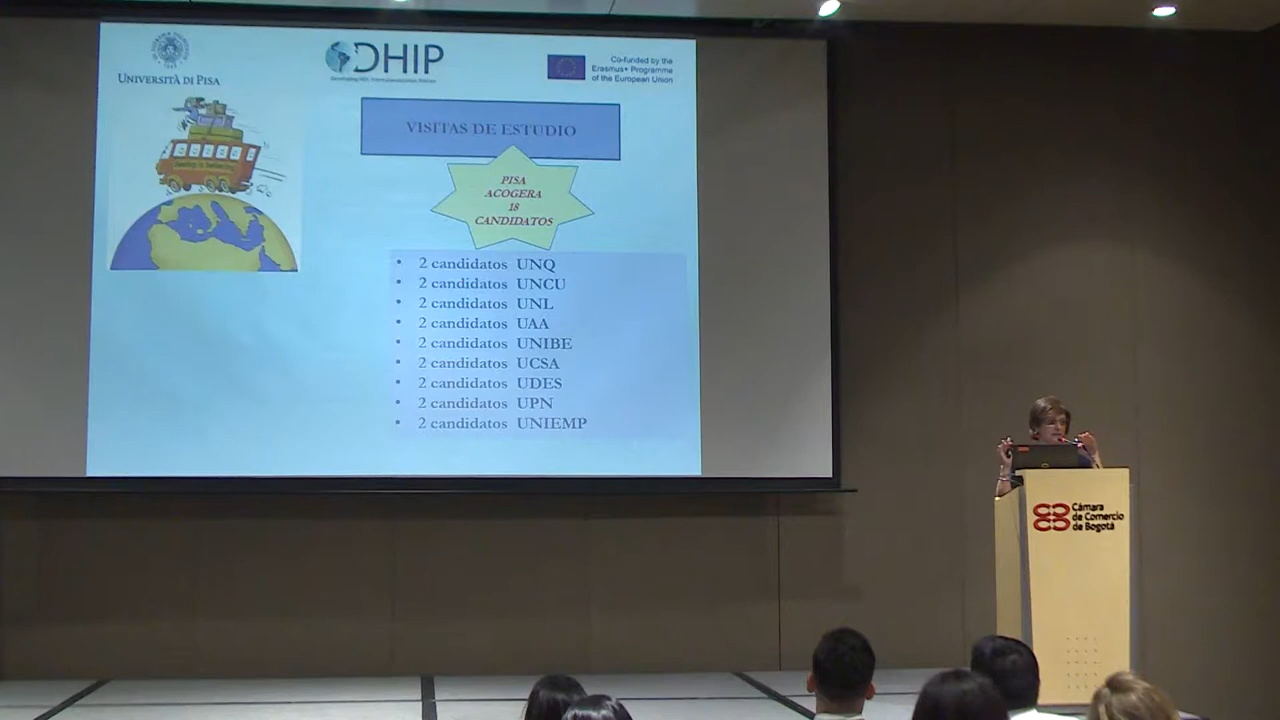 UNIVERSITÀ DI PISA
DHIP
Co-funded by the
Erasmus+ Programme
of the European Union
VISITAS DE ESTUDIO
PISA
ACOGERA
18
CANDIDATOS
• 2 candidatos UNQ
• 2 candidatos UNCU
• 2 candidatos UNL
• 2 candidatos UAA
• 2 candidatos UNIBE
• 2 candidatos UCSA
• 2 candidatos UDES
• 2 candidatos UPN
• 2 candidatos UNIEMP
Cámara
de Comercio
de Bogotá